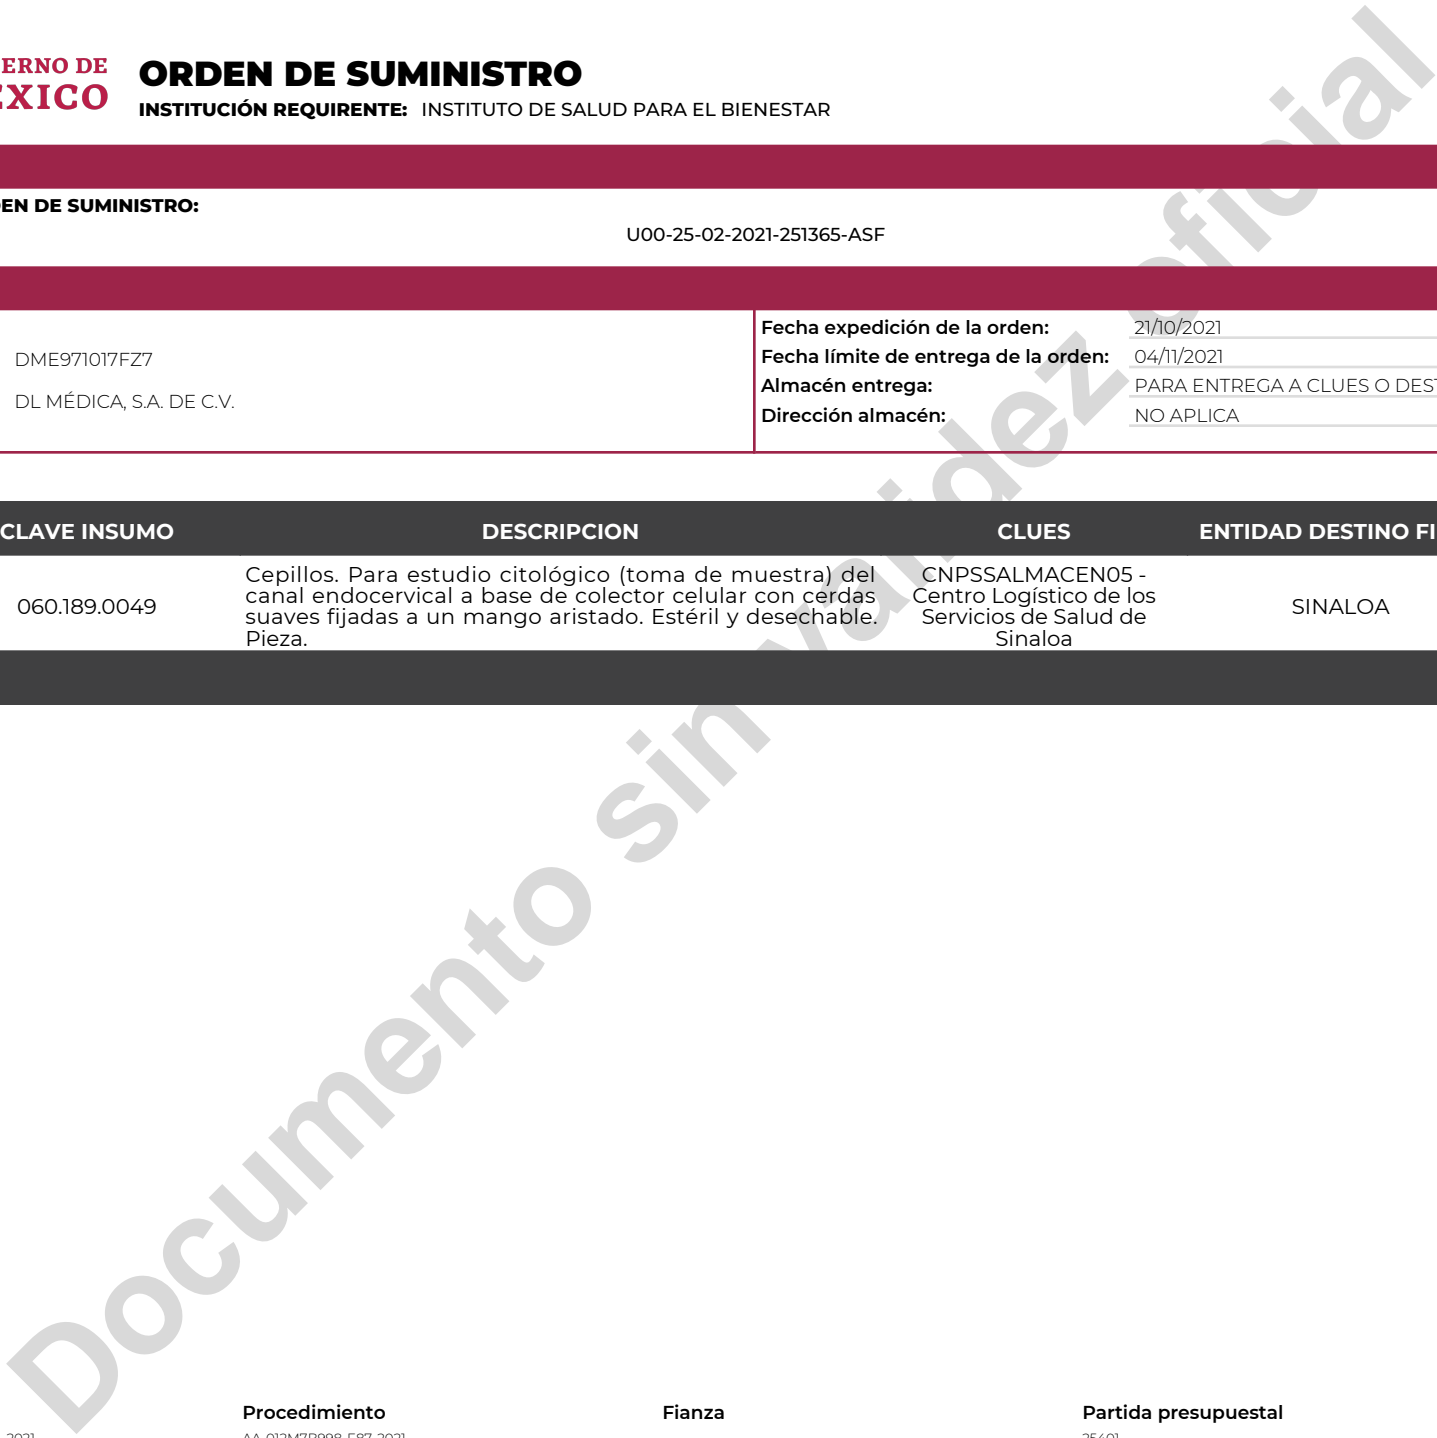 ERNO DE
ORDEN DE SUMINISTRO
EXICO
INSTITUCIÓN REQUIRENTE: INSTITUTO DE SALUD PARA EL BIENESTAR
EN DE SUMINISTRO:
U00-25-02-2021-251365-ASF
Fecha expedición de la orden: 21/10/2021
DME971017FZ7
Fecha límite de entrega de la orden: 04/11/2021
Almacén entrega: PARA ENTREGA A CLUES O DEST
DL MÉDICA, S.A. DE C.V.
Dirección almacén: NO APLICA
CLAVE INSUMO DESCRIPCION CLUES ENTIDAD DESTINO FI
060.189.0049
Cepillos. Para estudio citológico (toma de muestra) del
canal endocervical a base de colector celular con cerdas
suaves fijadas a un mango aristado. Estéril y desechable.
Pieza.
CNPSSALMACEN05 -
Centro Logístico de los
Servicios de Salud de
Sinaloa
SINALOA
Documento sin validez oficial
Procedimiento Fianza Partida presupuestal